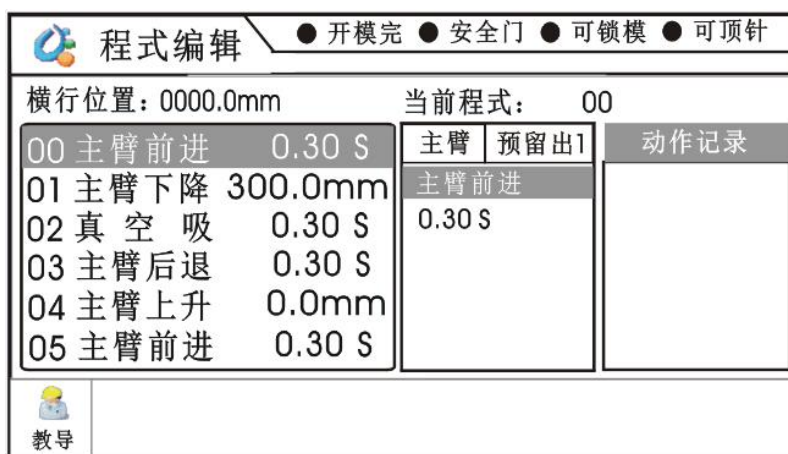 程式编辑 ● 开模完 ● 安全门 ● 可锁模 ● 可顶针
横行位置：0000.0mm 当前程式： 00
00 主臂前进 0.30 S
01 主臂下降 300.0mm
02 真 空 吸 0.30 S
03 主臂后退 0.30 S
04 主臂上升 0.0mm
05 主臂前进 0.30 S
主臂 预留出1
主臂前进
0.30 S
动作记录
教导